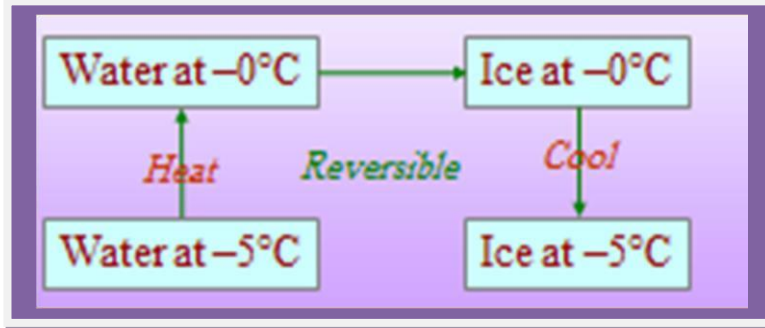 Water at –0°C
Ice at –0°C
Heat
Reversible
Cool
Water at –5°C
Ice at –5°C